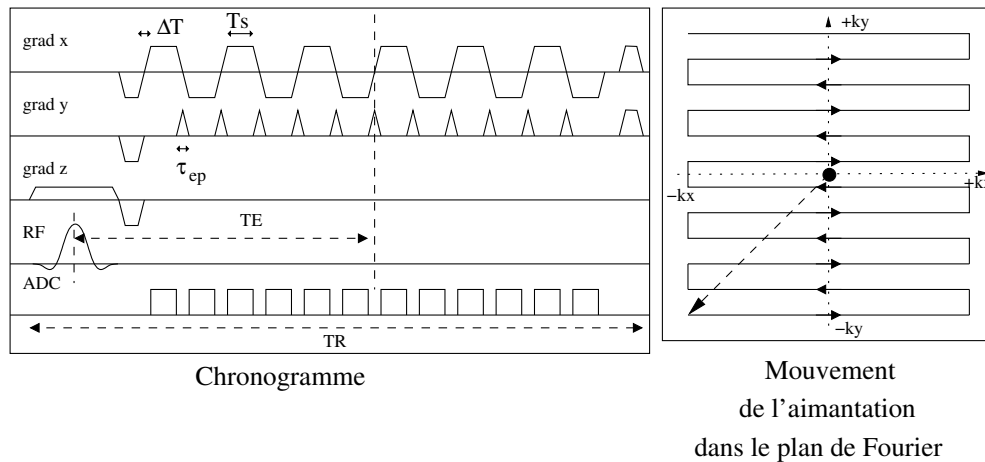 grad x
ΔT
Ts
grad y
τep
grad z
RF
TE
ADC
TR
Chronogramme
+ky
−kx
+kx
−ky
Mouvement
de l'aimantation
dans le plan de Fourier